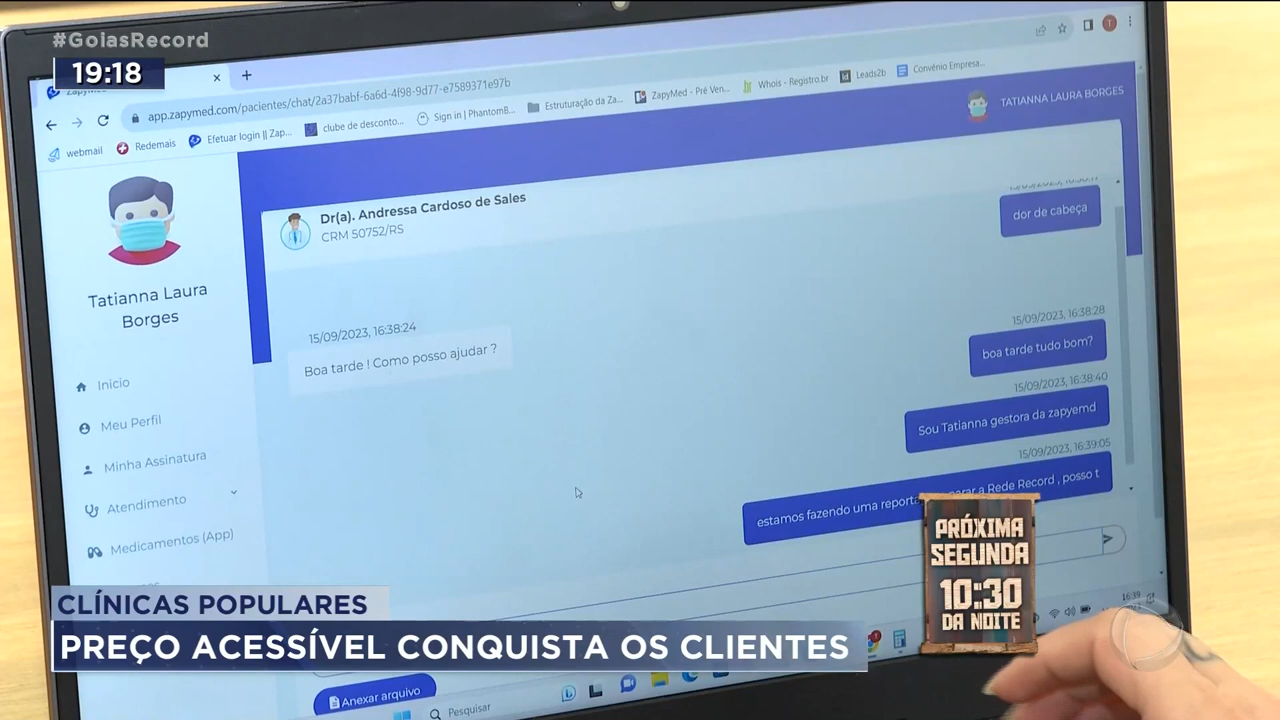 #GoiasRecord
19:18
app.zapymed.com/pacientes/chat/2a37babf-6a6d-4f98-9d77-e7589371e97b
webmail
Redemais
Efetuar login || Zap...
clube de desconto...
Sign in | PhantomB...
Estruturação da Za...
ZapyMed - Pré Ven...
Whois - Registro.br
Leads2b
Convênio Empresa...
TATIANNA LAURA BORGES
Dr(a). Andressa Cardoso de Sales
CRM 50752/RS
dor de cabeça
Tatianna Laura
Borges
15/09/2023, 16:38:24
Boa tarde ! Como posso ajudar ?
15/09/2023, 16:38:28
boa tarde tudo bom?
15/09/2023, 16:38:40
Sou Tatianna gestora da zapyemd
15/09/2023, 16:39:05
estamos fazendo uma reporta
a Rede Record , posso t
Inicio
Meu Perfil
Minha Assinatura
Atendimento
Medicamentos (App)
PRÓXIMA
SEGUNDA
10:30
DA NOITE
CLÍNICAS POPULARES
PREÇO ACESSÍVEL CONQUISTA OS CLIENTES
Anexar arquivo
Pesquisar
16:39